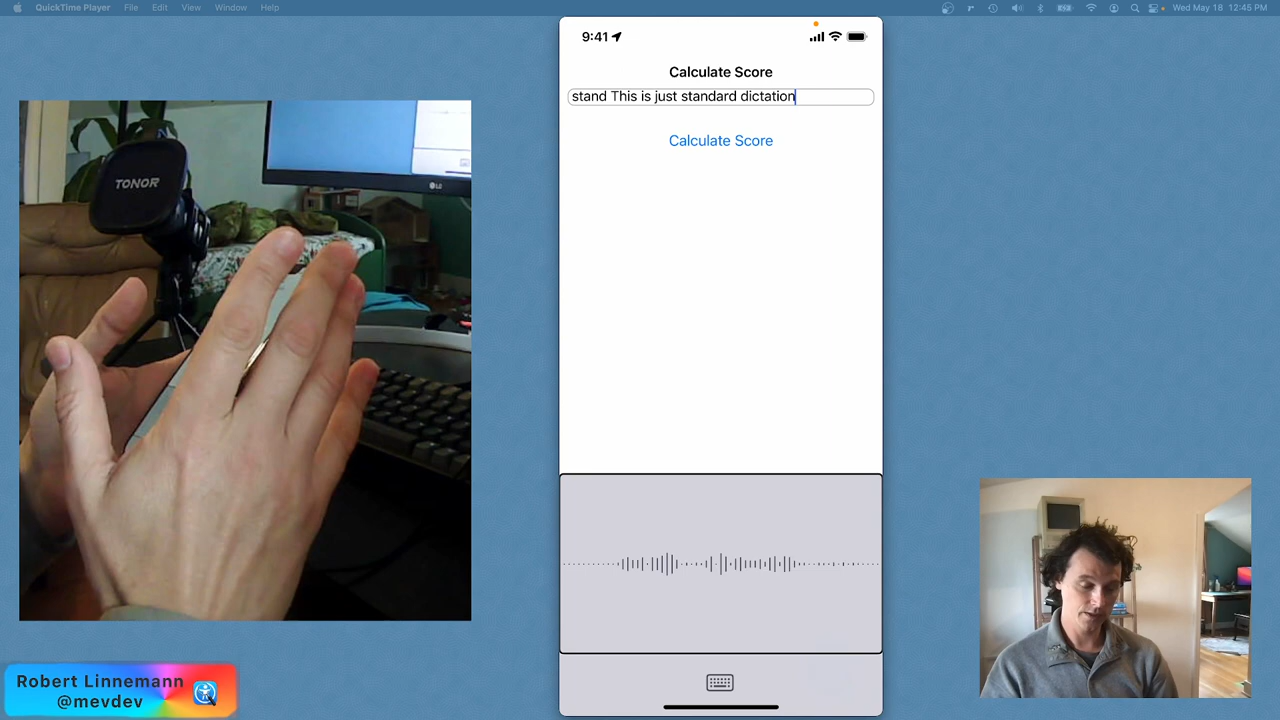 QuickTime Player File Edit View Window Help
Wed May 18 12:45 PM
9:41
Calculate Score
stand This is just standard dictation
Calculate Score
TONOR
LG
Robert Linnemann
@mevdev